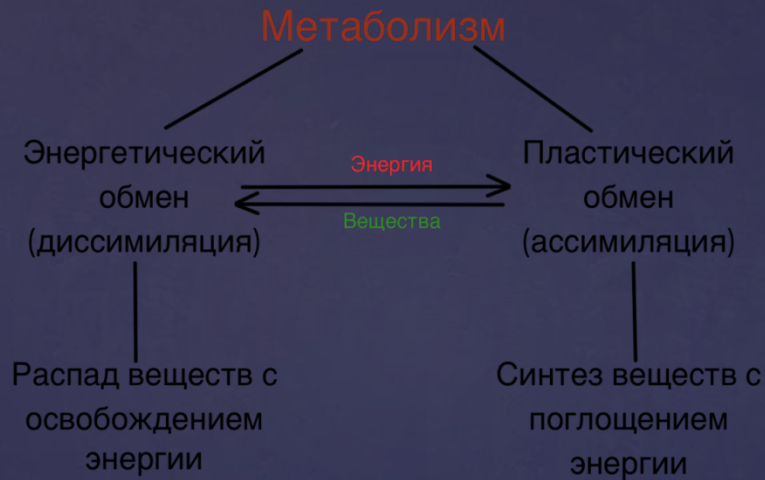 Метаболизм
Энергетический
обмен
(диссимиляция)
Энергия
Вещества
Пластический
обмен
(ассимиляция)
Распад веществ с
освобождением
энергии
Синтез веществ с
поглощением
энергии